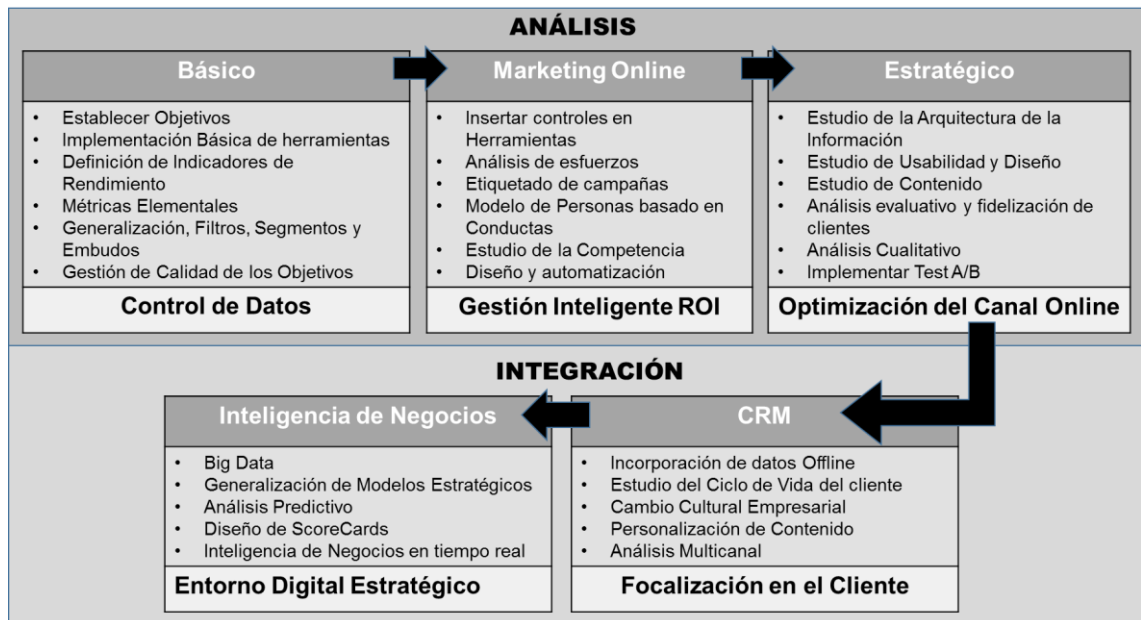 ANÁLISIS
Básico
• Establecer Objetivos
• Implementación Básica de herramientas
• Definición de Indicadores de
Rendimiento
• Métricas Elementales
• Generalización, Filtros, Segmentos y
Embudos
• Gestión de Calidad de los Objetivos
Control de Datos
Marketing Online
• Insertar controles en
Herramientas
• Análisis de esfuerzos
• Etiquetado de campañas
• Modelo de Personas basado en
Conductas
• Estudio de la Competencia
• Diseño y automatización
Gestión Inteligente ROI
Estratégico
• Estudio de la Arquitectura de la
Información
• Estudio de Usabilidad y Diseño
• Estudio de Contenido
• Análisis evaluativo y fidelización de
clientes
• Análisis Cualitativo
• Implementar Test A/B
Optimización del Canal Online
INTEGRACIÓN
Inteligencia de Negocios
• Big Data
• Generalización de Modelos Estratégicos
• Análisis Predictivo
• Diseño de ScoreCards
• Inteligencia de Negocios en tiempo real
Entorno Digital Estratégico
CRM
• Incorporación de datos Offline
• Estudio del Ciclo de Vida del cliente
• Cambio Cultural Empresarial
• Personalización de Contenido
• Análisis Multicanal
Focalización en el Cliente